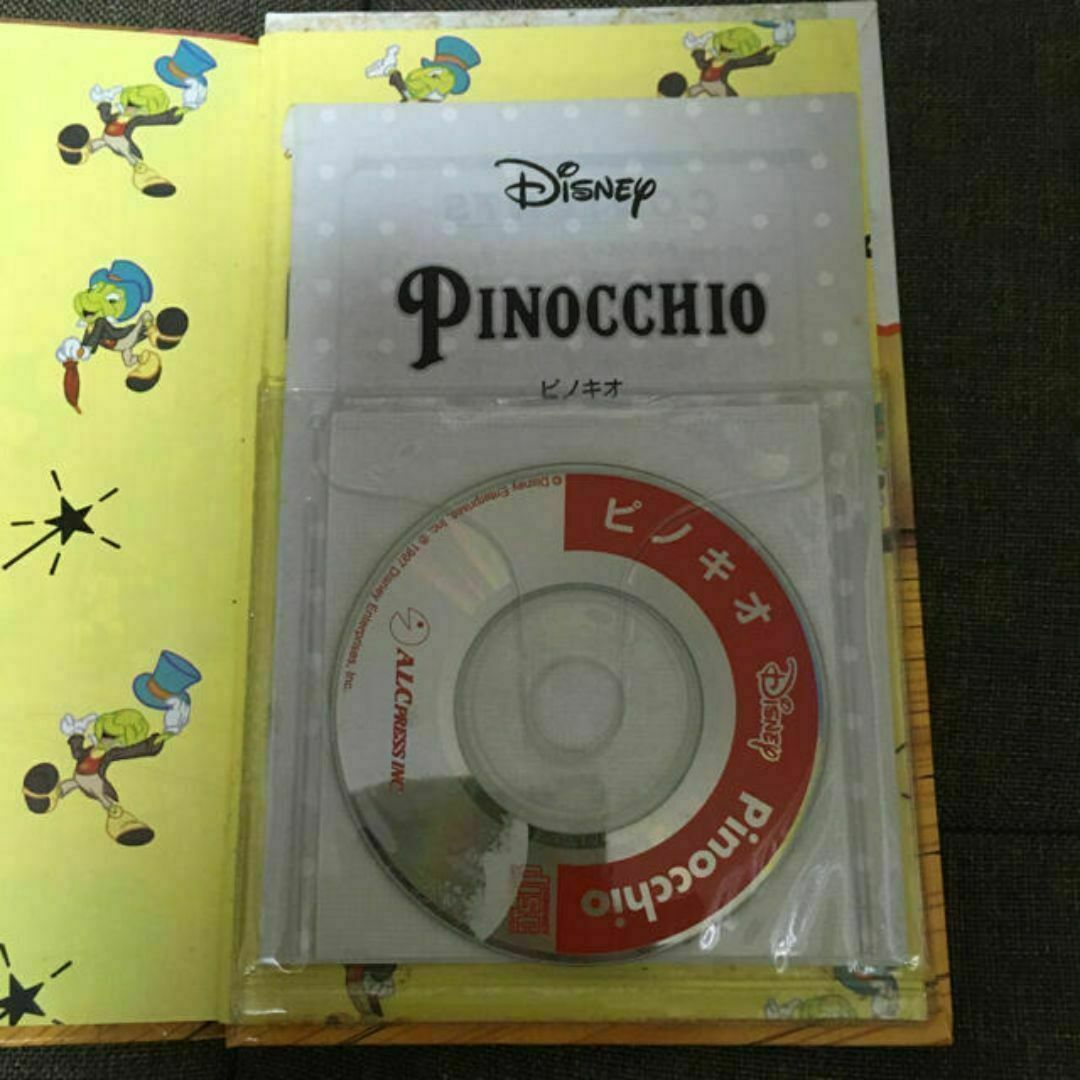 Disney
PINOCCHIO
ピノキオ
© Disney Enterprises, Inc. ℗ 1997 Disney Enterprises, Inc.
ピノキオ
Disney
Pinocchio
ALC PRESS INC.
disc